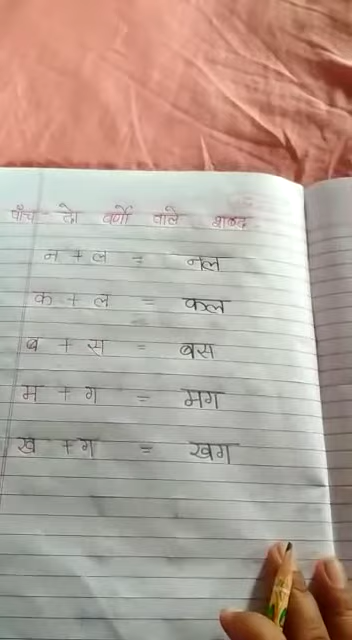 पाँच - दो वर्णो वाले शब्द
न + ल = नल
क + ल = कल
ब + स = बस
म + ग = मग
ख + ग = खग